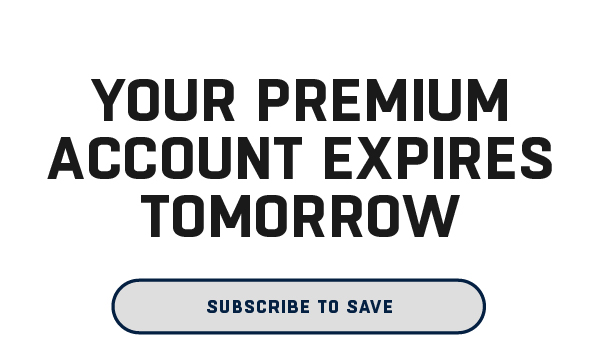 YOUR PREMIUM
ACCOUNT EXPIRES
TOMORROW
SUBSCRIBE TO SAVE